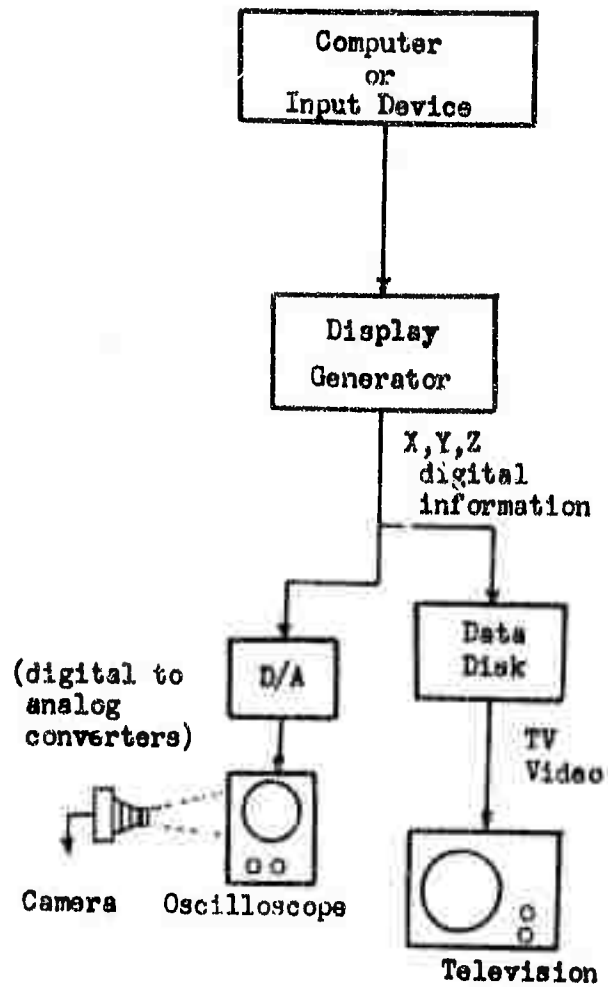 Computer
or
Input Device
Display
Generator
X,Y,Z
digital
information
D/A
Data
Disk
(digital to
analog
converters)
TV
Video
Camera
Oscilloscope
Television